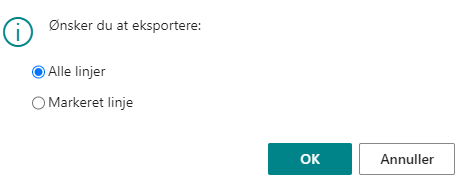 Ønsker du at eksportere:
Alle linjer
Markeret linje
OK
Annuller